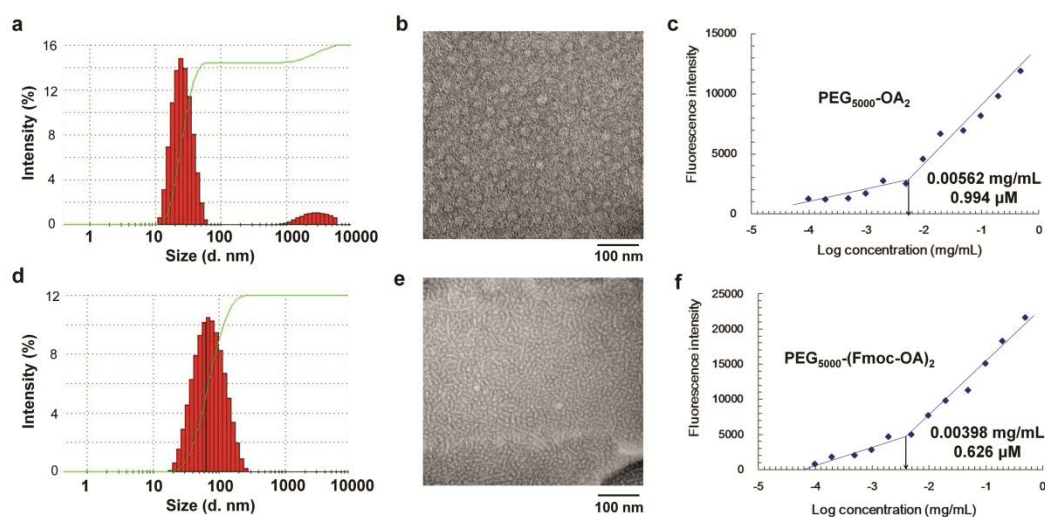 a
16
12
8
4
0
Intensity (%)
1 10 100 1000 10000
Size (d. nm)
b
100 nm
c
15000
10000
5000
0
Fluorescence intensity
PEG5000-OA2
0.00562 mg/mL
0.994 µM
-5 -4 -3 -2 -1 0
Log concentration (mg/mL)
d
12
8
4
0
Intensity (%)
1 10 100 1000 10000
Size (d. nm)
e
100 nm
f
25000
20000
15000
10000
5000
0
Fluorescence intensity
PEG5000-(Fmoc-OA)2
0.00398 mg/mL
0.626 µM
-5 -4 -3 -2 -1 0
Log concentration (mg/mL)